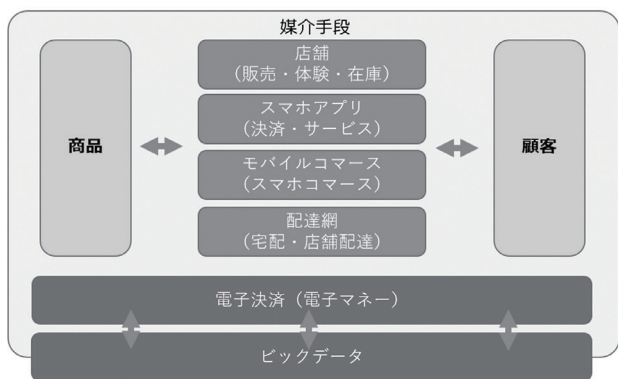 媒介手段
店舗
(販売・体験・在庫)
スマホアプリ
(決済・サービス)
商品
顧客
モバイルコマース
(スマホコマース)
配達網
(宅配・店舗配達)
電子決済（電子マネー）
ビックデータ